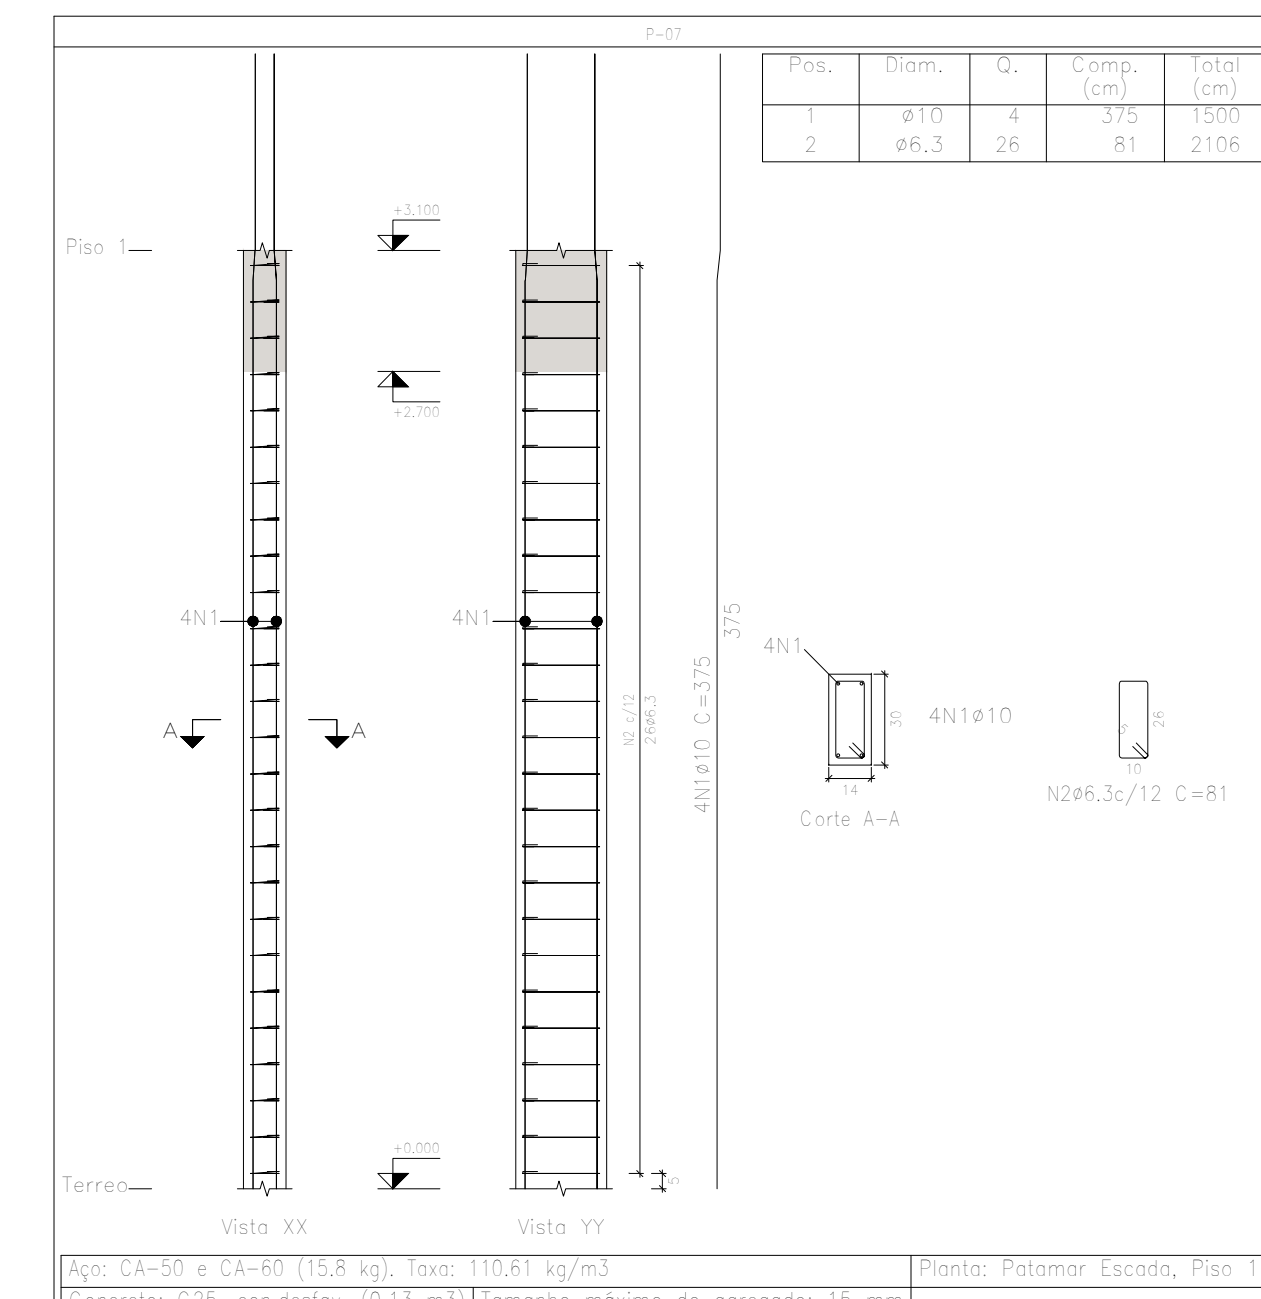 P-07
Pos. Diam. Q. Comp. (cm) Total (cm)
1 ø10 4 375 1500
2 ø6.3 26 81 2106
+3.100
Piso 1
+2.700
4N1 4N1
375
4N1
N2 c/12
26ø6.3
4N1ø10 C=375
30
4N1ø10
26
5
A A
10
14
N2ø6.3c/12 C=81
Corte A-A
+0.000
Terreo
5
Vista XX Vista YY
Aço: CA-50 e CA-60 (15.8 kg). Taxa: 110.61 kg/m3 Planta: Patamar Escada, Piso 1